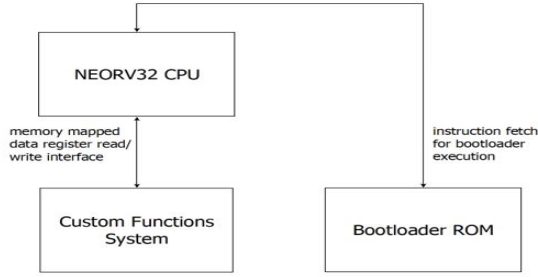 NEORV32 CPU
memory mapped
data register read/
write interface
instruction fetch
for bootloader
execution
Custom Functions
System
Bootloader ROM